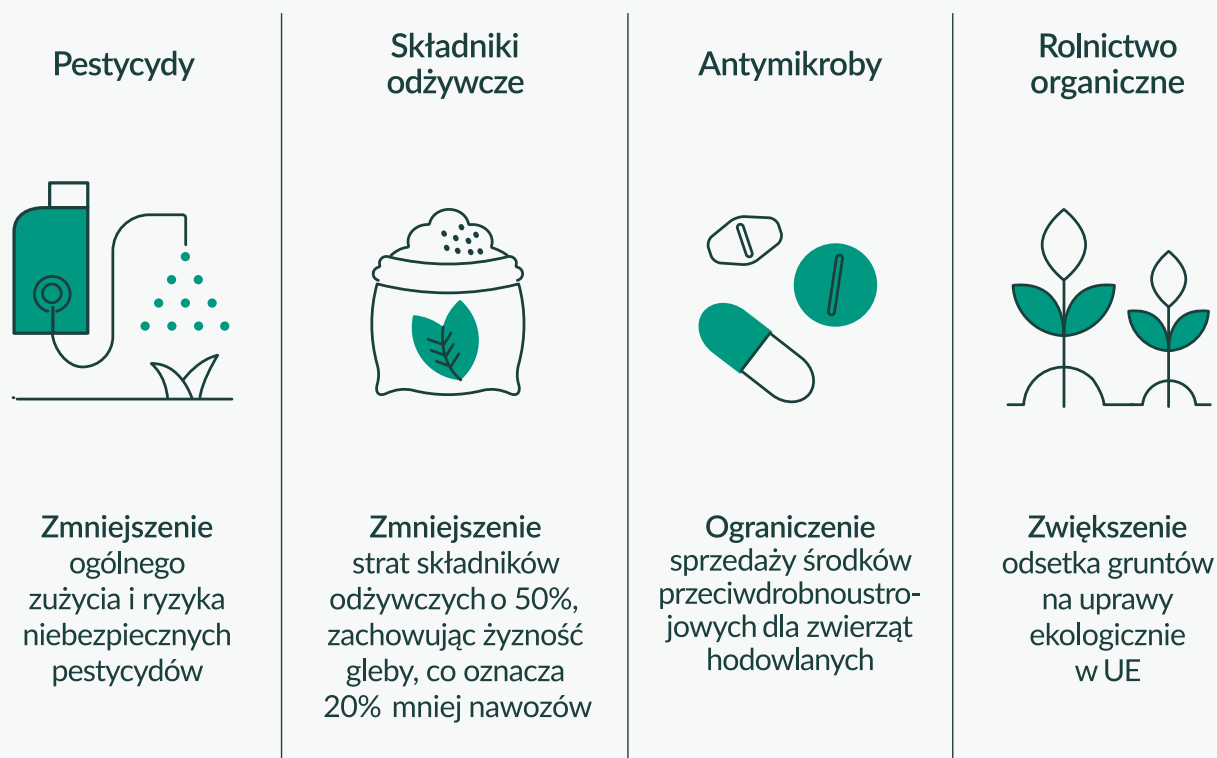 Pestycydy
Składniki
odżywcze
Antymikroby
Rolnictwo
organiczne
Zmniejszenie
ogólnego
zużycia i ryzyka
niebezpiecznych
pestycydów
Zmniejszenie
strat składników
odżywczych o 50%,
zachowując żyzność
gleby, co oznacza
20% mniej nawozów
Ograniczenie
sprzedaży środków
przeciwdrobnoustro-
jowych dla zwierząt
hodowlanych
Zwiększenie
odsetka gruntów
na uprawy
ekologicznie
w UE